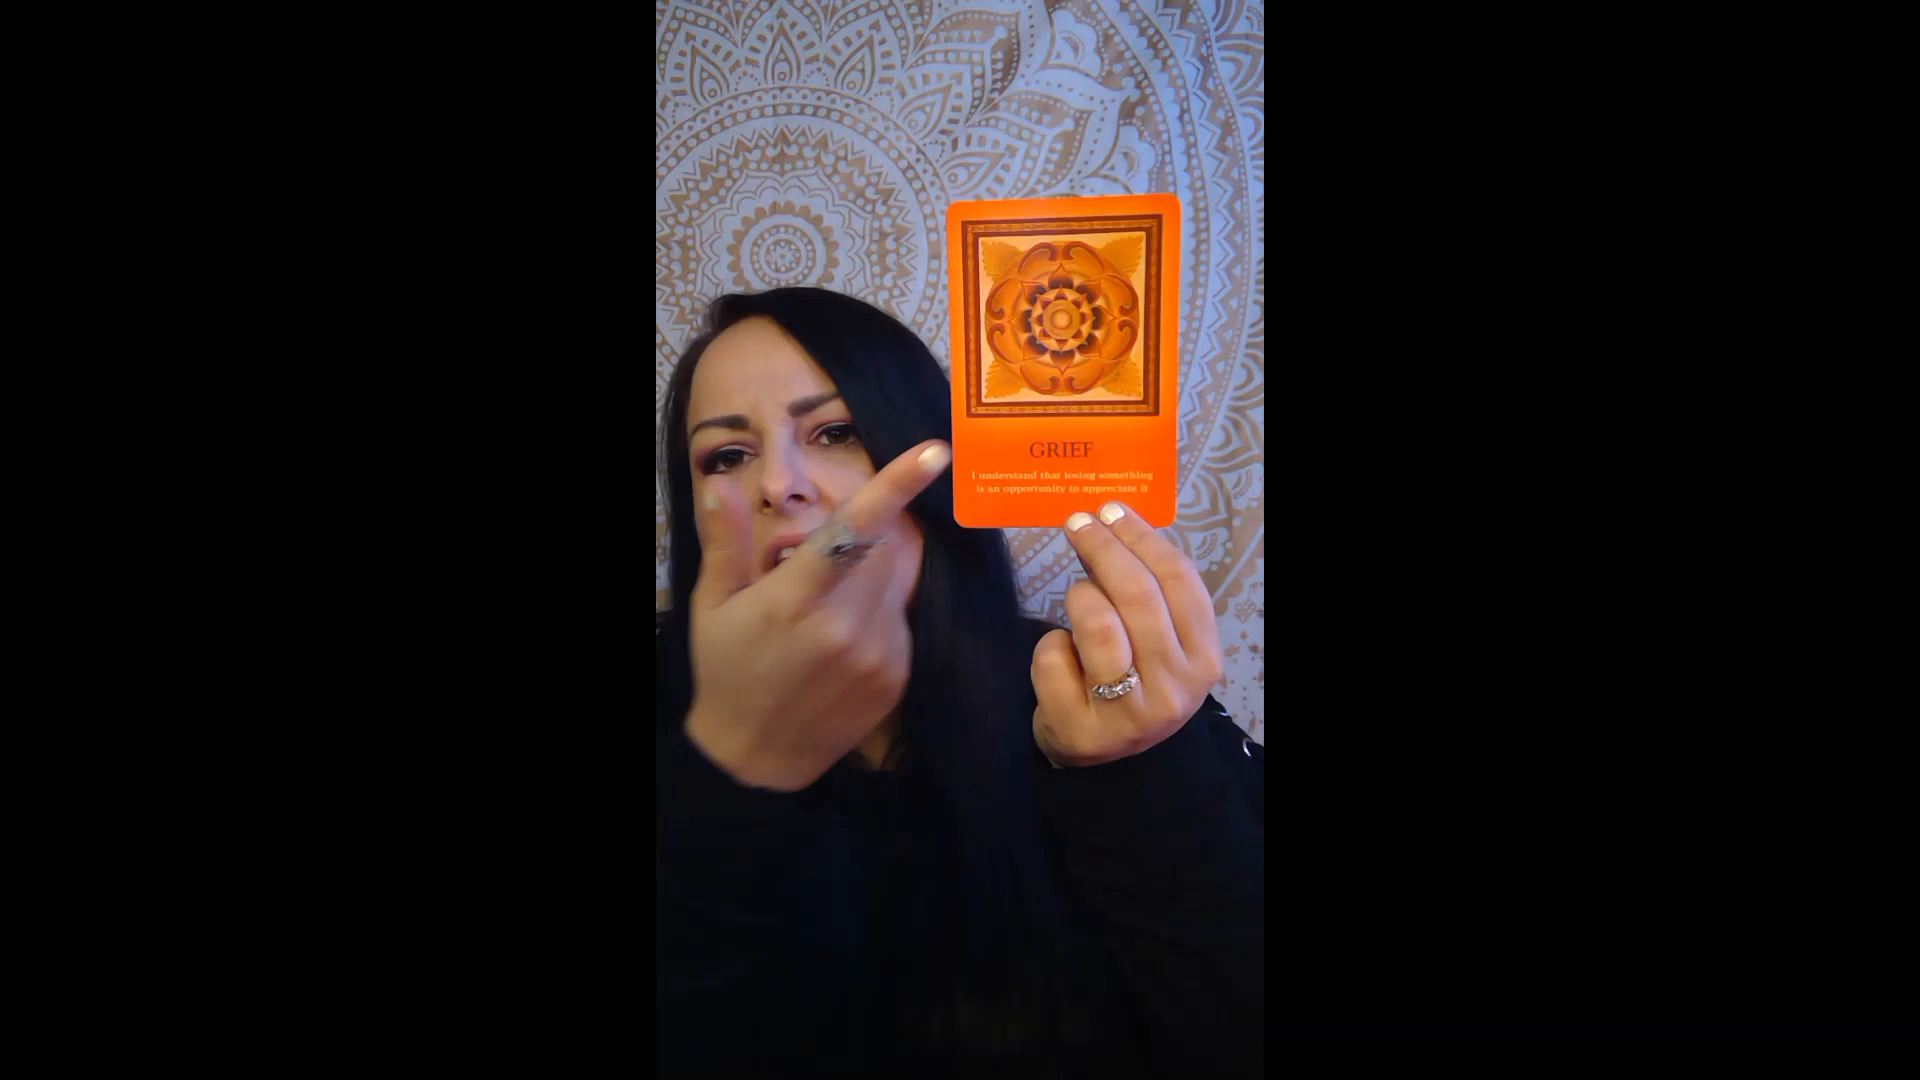 GRIEF
I understand that losing something
is an opportunity to appreciate it